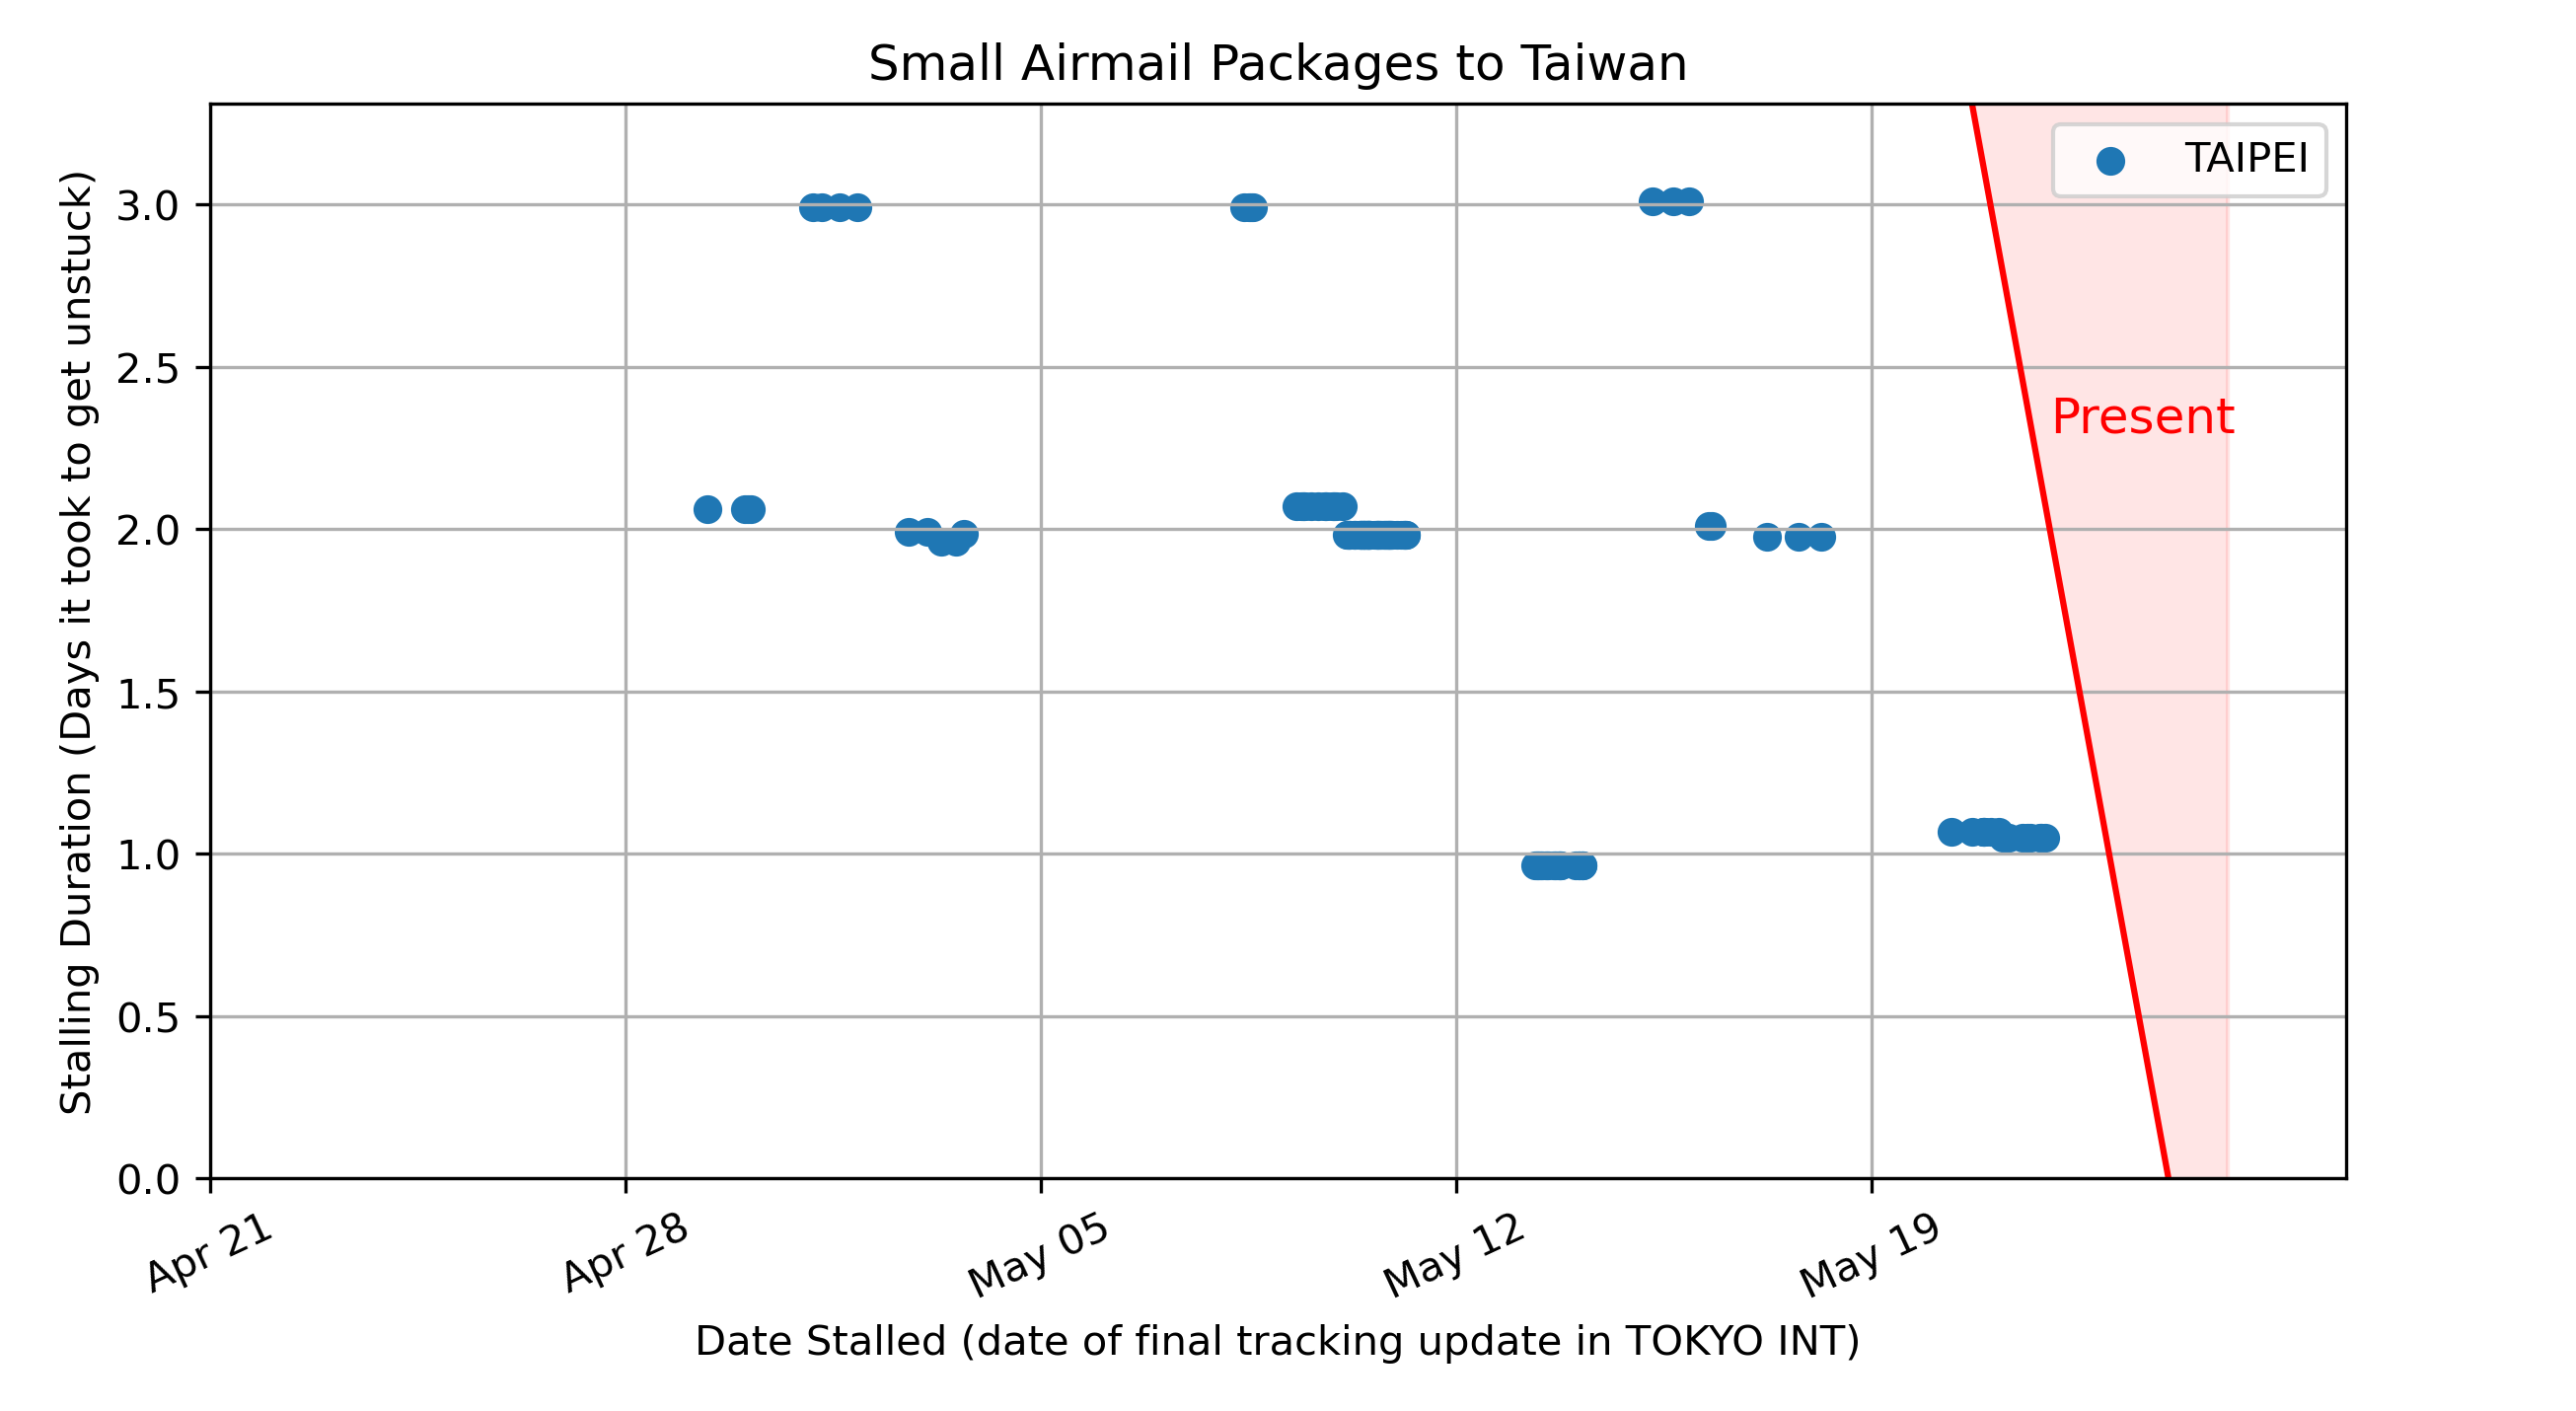 Small Airmail Packages to Taiwan
TAIPEI
Present
Stalling Duration (Days it took to get unstuck)
3.0
2.5
2.0
1.5
1.0
0.5
0.0
Apr 21
Apr 28
May 05
May 12
May 19
Date Stalled (date of final tracking update in TOKYO INT)